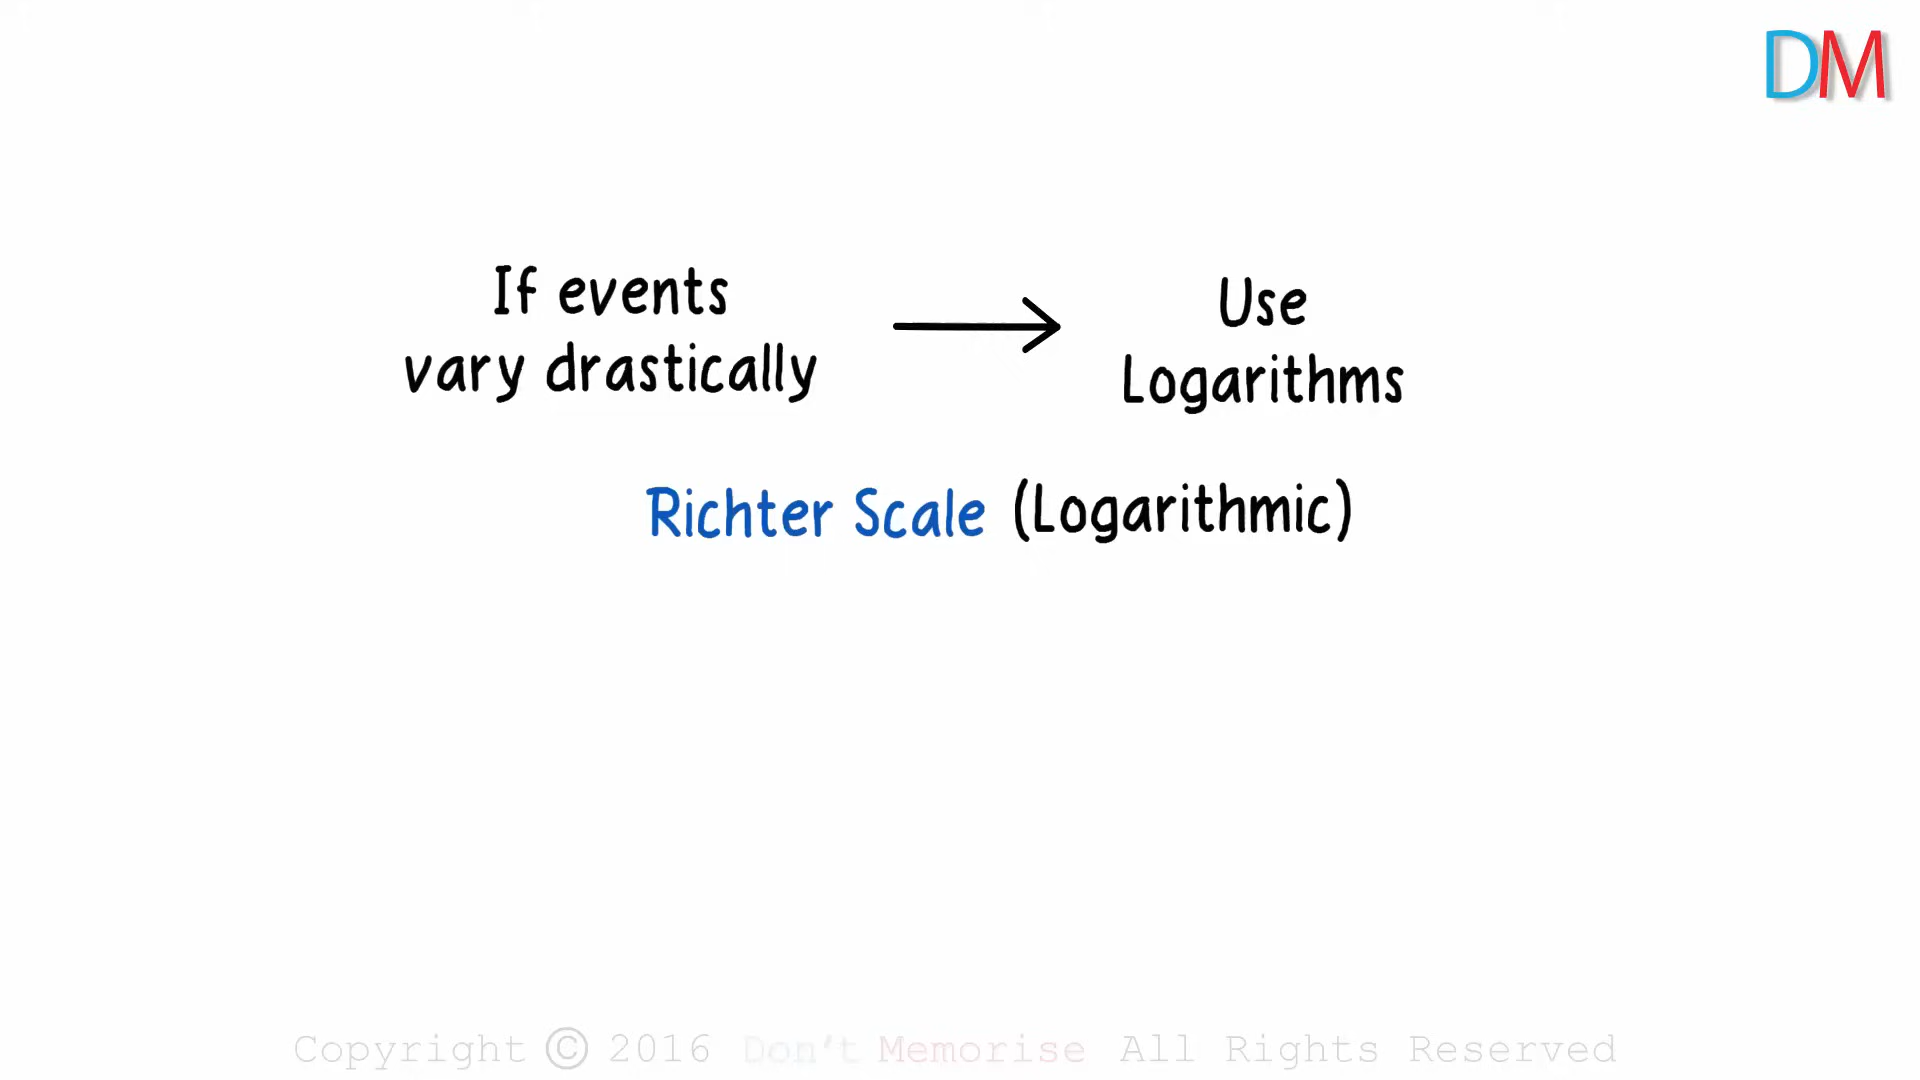 DM
If events
vary drastically
Use
Logarithms
Richter Scale (Logarithmic)
Copyright © 2016 Don't Memorise All Rights Reserved